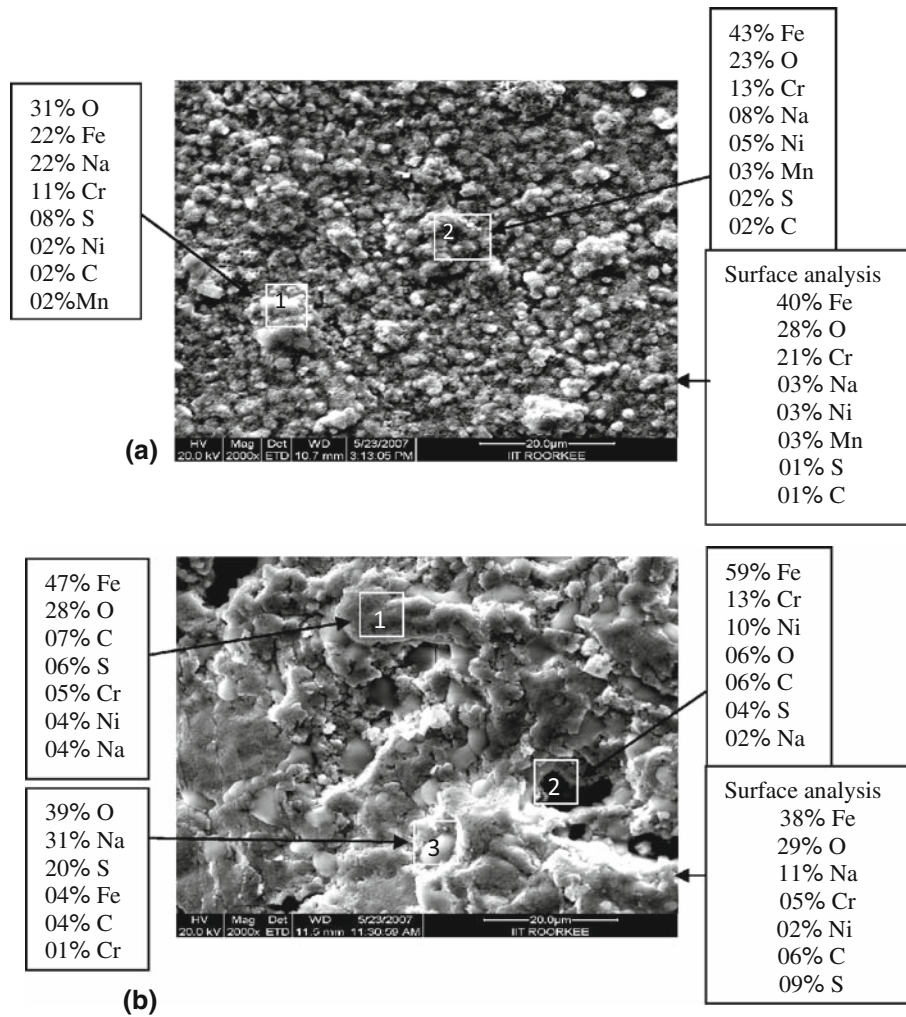 31% O
22% Fe
22% Na
11% Cr
08% S
02% Ni
02% C
02%Mn
43% Fe
23% O
13% Cr
08% Na
05% Ni
03% Mn
02% S
02% C
Surface analysis
40% Fe
28% O
21% Cr
03% Na
03% Ni
03% Mn
01% S
01% C
1
2
(a)
HV Mag Det WD 5/23/2007 20.0µm
20.0 kV 2000x ETD 10.7 mm 3:13:05 PM IIT ROORKEE
47% Fe
28% O
07% C
06% S
05% Cr
04% Ni
04% Na
39% O
31% Na
20% S
04% Fe
04% C
01% Cr
59% Fe
13% Cr
10% Ni
06% O
06% C
04% S
02% Na
Surface analysis
38% Fe
29% O
11% Na
05% Cr
02% Ni
06% C
09% S
1
2
3
HV Mag Det WD 5/23/2007 20.0µm
20.0 kV 2000x ETD 11.5 mm 11:30:59 AM IIT ROORKEE
(b)